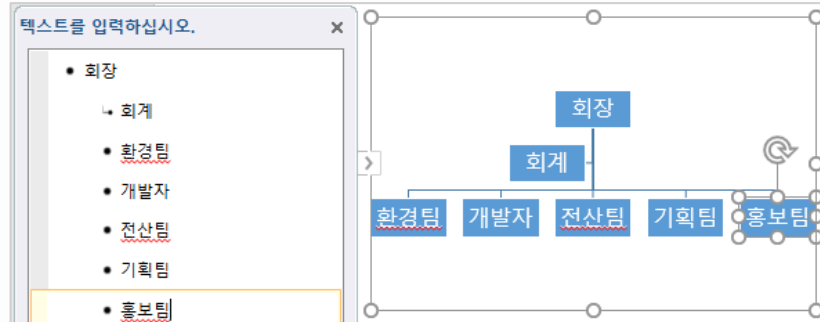 텍스트를 입력하십시오.
회장
회계
환경팀
개발자
전산팀
기획팀
홍보팀
회장
회계
환경팀 개발자 전산팀 기획팀 홍보팀